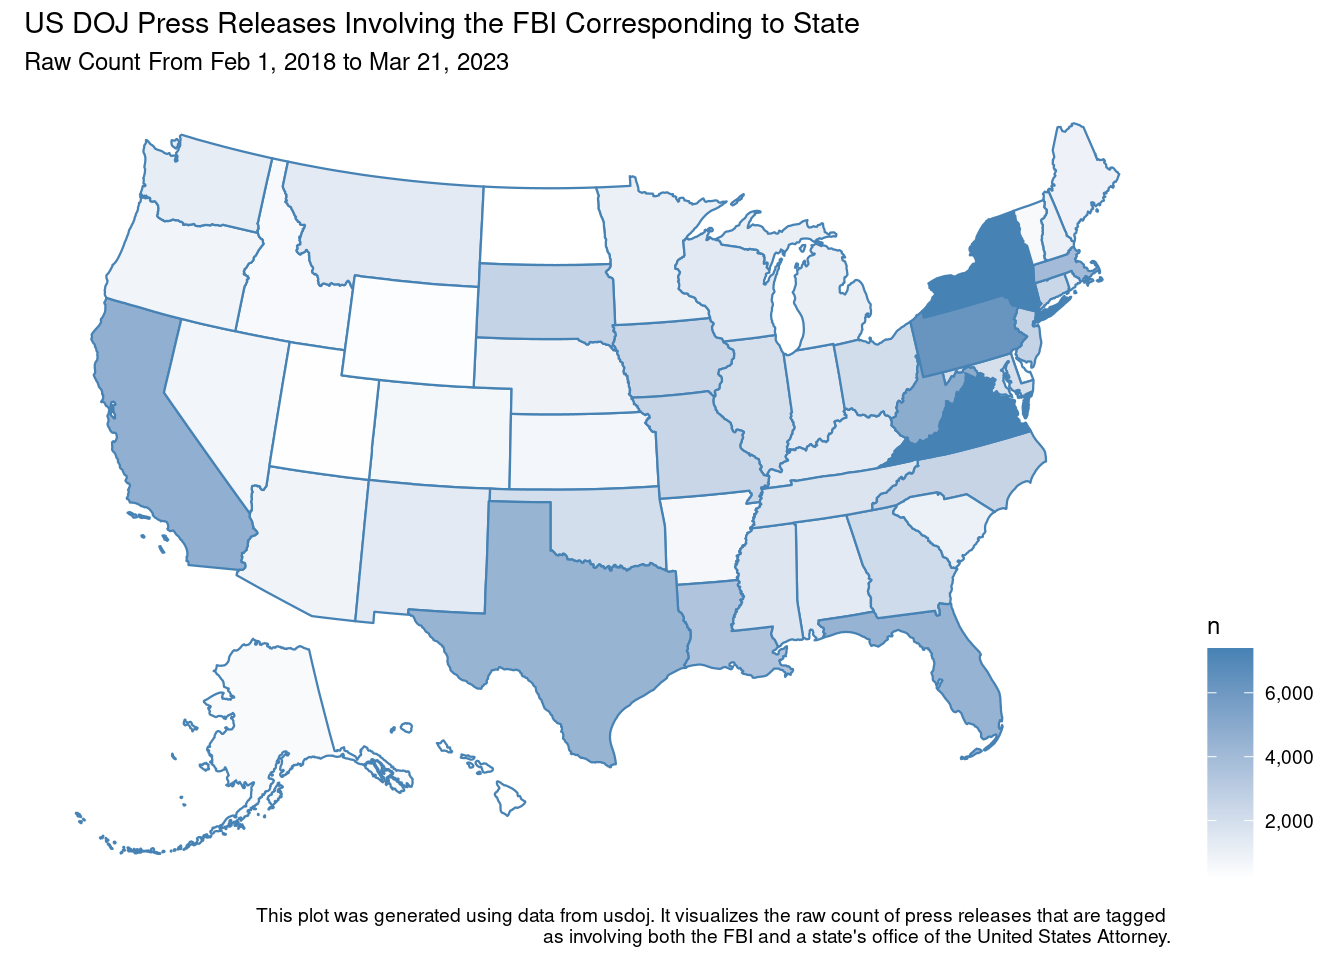 US DOJ Press Releases Involving the FBI Corresponding to State
Raw Count From Feb 1, 2018 to Mar 21, 2023
n
6,000
4,000
2,000
This plot was generated using data from usdoj. It visualizes the raw count of press releases that are tagged
as involving both the FBI and a state's office of the United States Attorney.